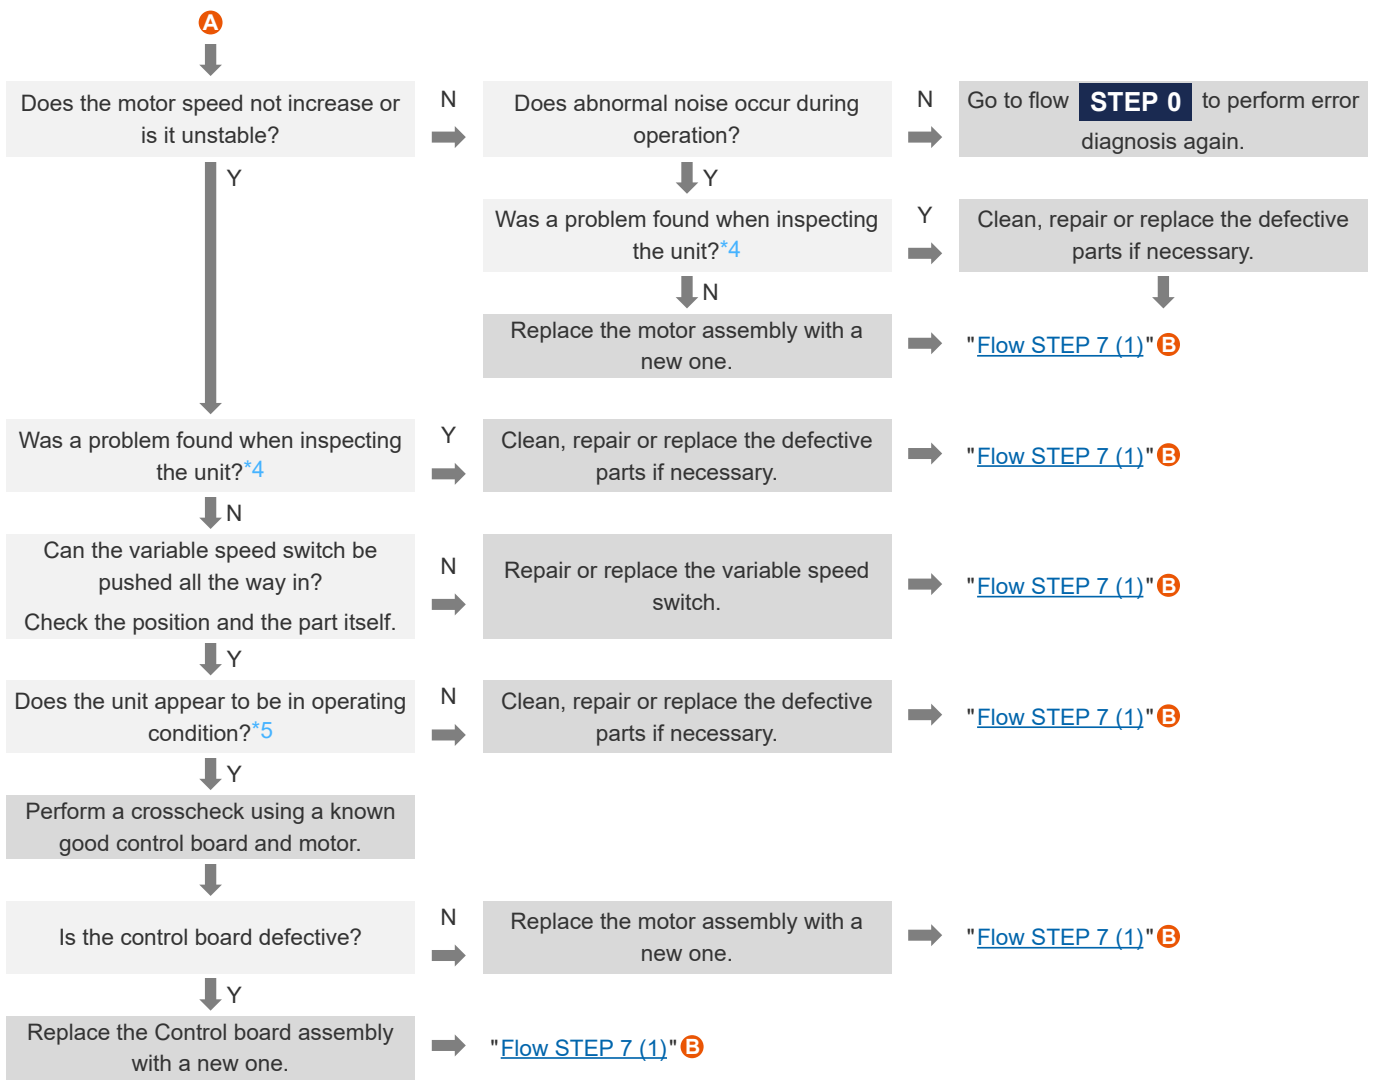 A
Does the motor speed not increase or
is it unstable?
N
Does abnormal noise occur during
operation?
N
Go to flow STEP 0 to perform error
diagnosis again.
Y
Y
Was a problem found when inspecting
the unit?*4
Y
Clean, repair or replace the defective
parts if necessary.
N
Replace the motor assembly with a
new one.
"Flow STEP 7 (1)" B
Was a problem found when inspecting
the unit?*4
Y
Clean, repair or replace the defective
parts if necessary.
"Flow STEP 7 (1)" B
N
Can the variable speed switch be
pushed all the way in?
Check the position and the part itself.
N
Repair or replace the variable speed
switch.
"Flow STEP 7 (1)" B
Y
Does the unit appear to be in operating
condition?*5
N
Clean, repair or replace the defective
parts if necessary.
"Flow STEP 7 (1)" B
Y
Perform a crosscheck using a known
good control board and motor.
Is the control board defective?
N
Replace the motor assembly with a
new one.
"Flow STEP 7 (1)" B
Y
Replace the Control board assembly
with a new one.
"Flow STEP 7 (1)" B